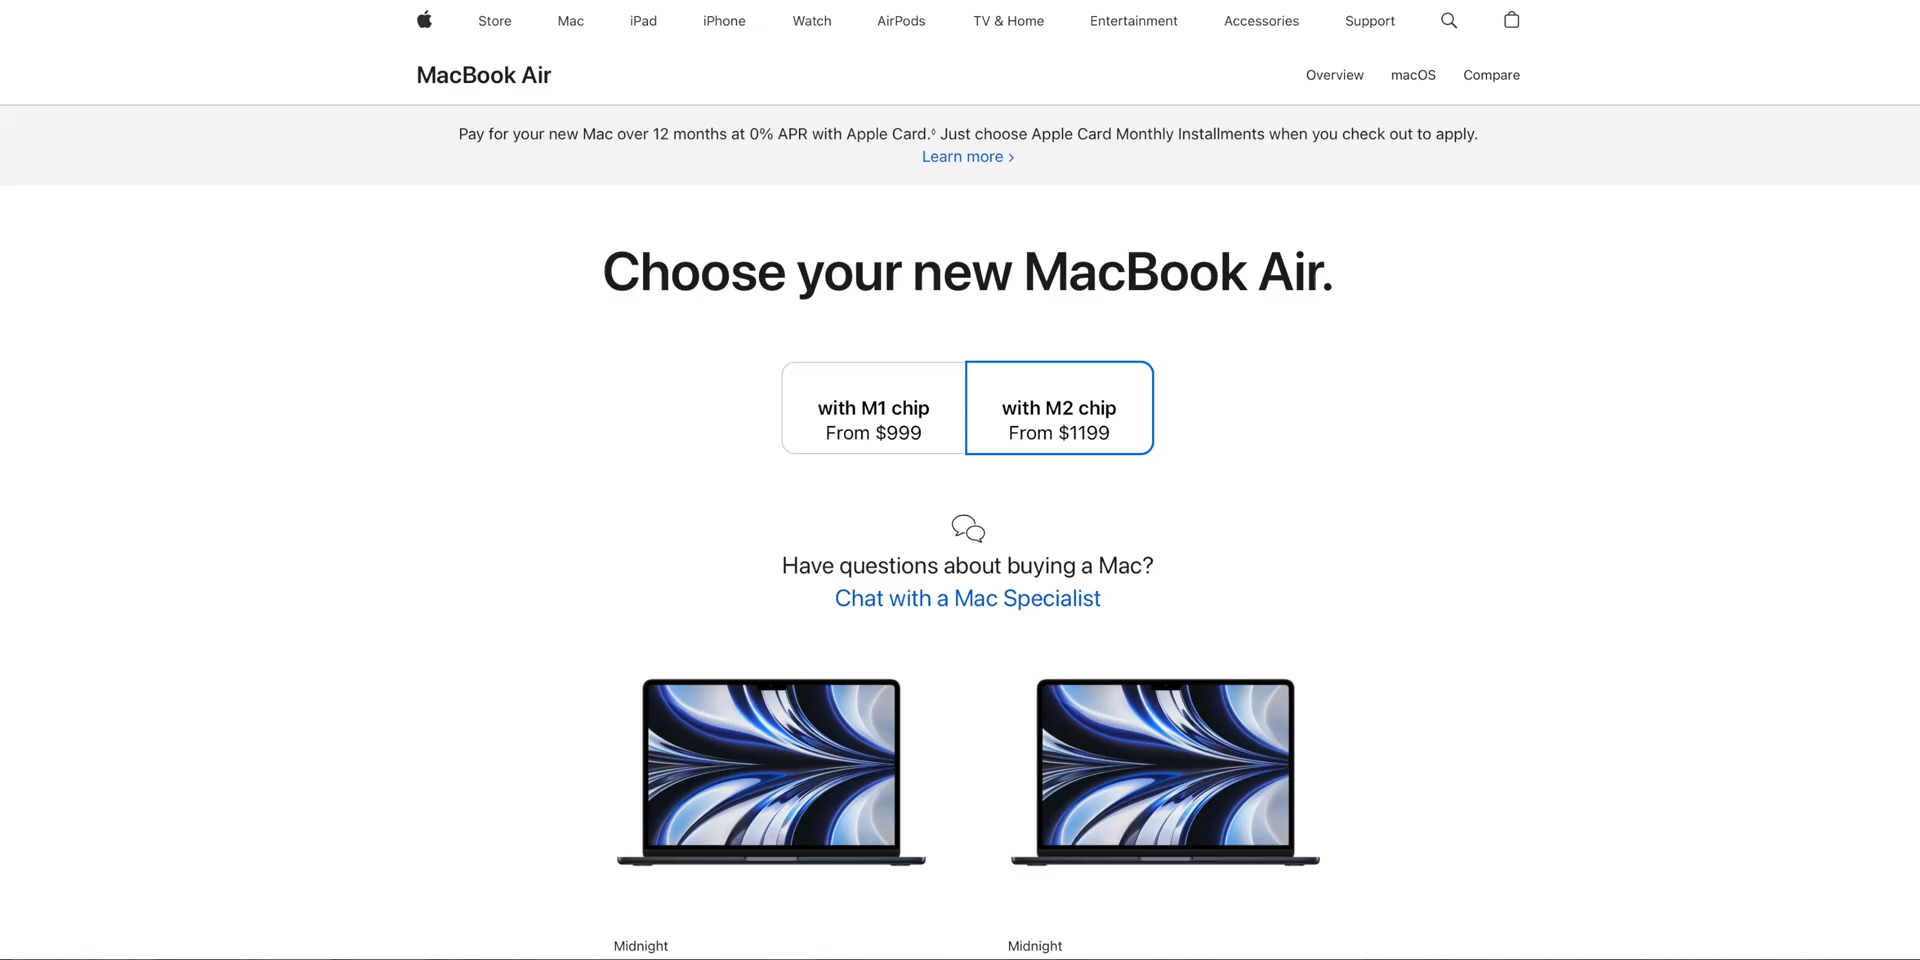 Store Mac iPad iPhone Watch AirPods TV & Home Entertainment Accessories Support
MacBook Air
Overview macOS Compare
Pay for your new Mac over 12 months at 0% APR with Apple Card.◊ Just choose Apple Card Monthly Installments when you check out to apply.
Learn more >
Choose your new MacBook Air.
with M1 chip
From $999
with M2 chip
From $1199
Have questions about buying a Mac?
Chat with a Mac Specialist
Midnight
Midnight